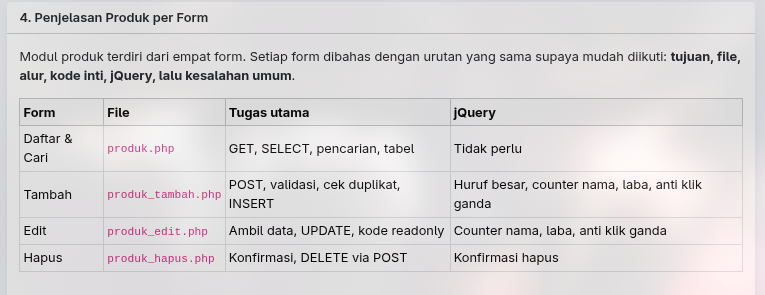 4. Penjelasan Produk per Form
Modul produk terdiri dari empat form. Setiap form dibahas dengan urutan yang sama supaya mudah diikuti: tujuan, file,
alur, kode inti, jQuery, lalu kesalahan umum.
Form File Tugas utama jQuery
Daftar &
Cari
produk.php GET, SELECT, pencarian, tabel Tidak perlu
Tambah produk_tambah.php
POST, validasi, cek duplikat,
INSERT
Huruf besar, counter nama, laba, anti klik
ganda
Edit produk_edit.php Ambil data, UPDATE, kode readonly Counter nama, laba, anti klik ganda
Hapus produk_hapus.php Konfirmasi, DELETE via POST Konfirmasi hapus